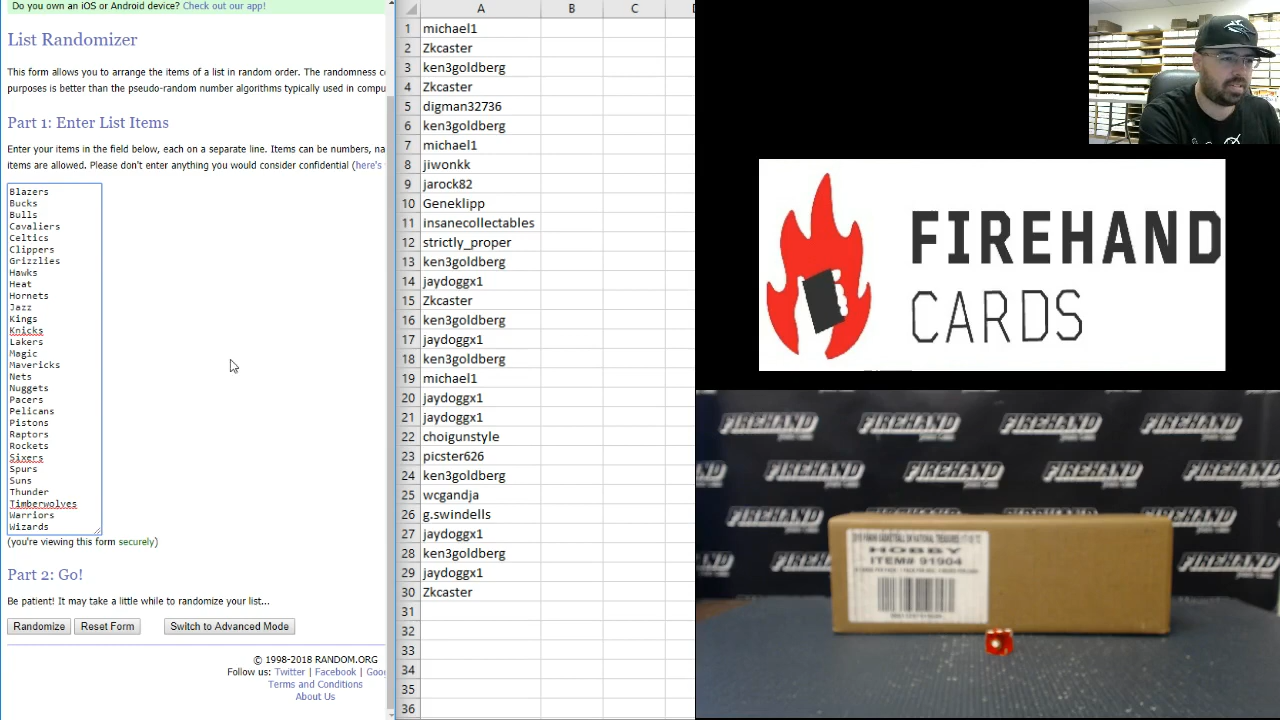 Do you own an iOS or Android device? Check out our app!
List Randomizer
This form allows you to arrange the items of a list in random order. The randomness c
purposes is better than the pseudo-random number algorithms typically used in compu
Part 1: Enter List Items
Enter your items in the field below, each on a separate line. Items can be numbers, na
items are allowed. Please don't enter anything you would consider confidential (here's
Blazers
Bucks
Bulls
Cavaliers
Celtics
Clippers
Grizzlies
Hawks
Heat
Hornets
Jazz
Kings
Knicks
Lakers
Magic
Mavericks
Nets
Nuggets
Pacers
Pelicans
Pistons
Raptors
Rockets
Sixers
Spurs
Suns
Thunder
Timberwolves
Warriors
Wizards
(you're viewing this form securely)
Part 2: Go!
Be patient! It may take a little while to randomize your list...
Randomize Reset Form Switch to Advanced Mode
© 1998-2018 RANDOM.ORG
Follow us: Twitter | Facebook | Goo
Terms and Conditions
About Us
A B C D
1 michael1
2 Zkcaster
3 ken3goldberg
4 Zkcaster
5 digman32736
6 ken3goldberg
7 michael1
8 jiwonkk
9 jarock82
10 Geneklipp
11 insanecollectables
12 strictly_proper
13 ken3goldberg
14 jaydoggx1
15 Zkcaster
16 ken3goldberg
17 jaydoggx1
18 ken3goldberg
19 michael1
20 jaydoggx1
21 jaydoggx1
22 choigunstyle
23 picster626
24 ken3goldberg
25 wcgandja
26 g.swindells
27 jaydoggx1
28 ken3goldberg
29 jaydoggx1
30 Zkcaster
31
32
33
34
35
36
FIREHAND
CARDS
FIREHAND FIREHAND FIREHAND FIREHAND
FIREHAND FIREHAND FIREHAND
HOBBY
ITEM# 91904